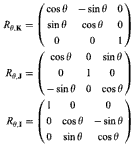 R_{θ,K} = ( cos θ  − sin θ  0
sin θ  cos θ  0
0  0  1 )
R_{θ,J} = ( cos θ  0  sin θ
0  1  0
− sin θ  0  cos θ )
R_{θ,I} = ( 1  0  0
0  cos θ  − sin θ
0  sin θ  cos θ )